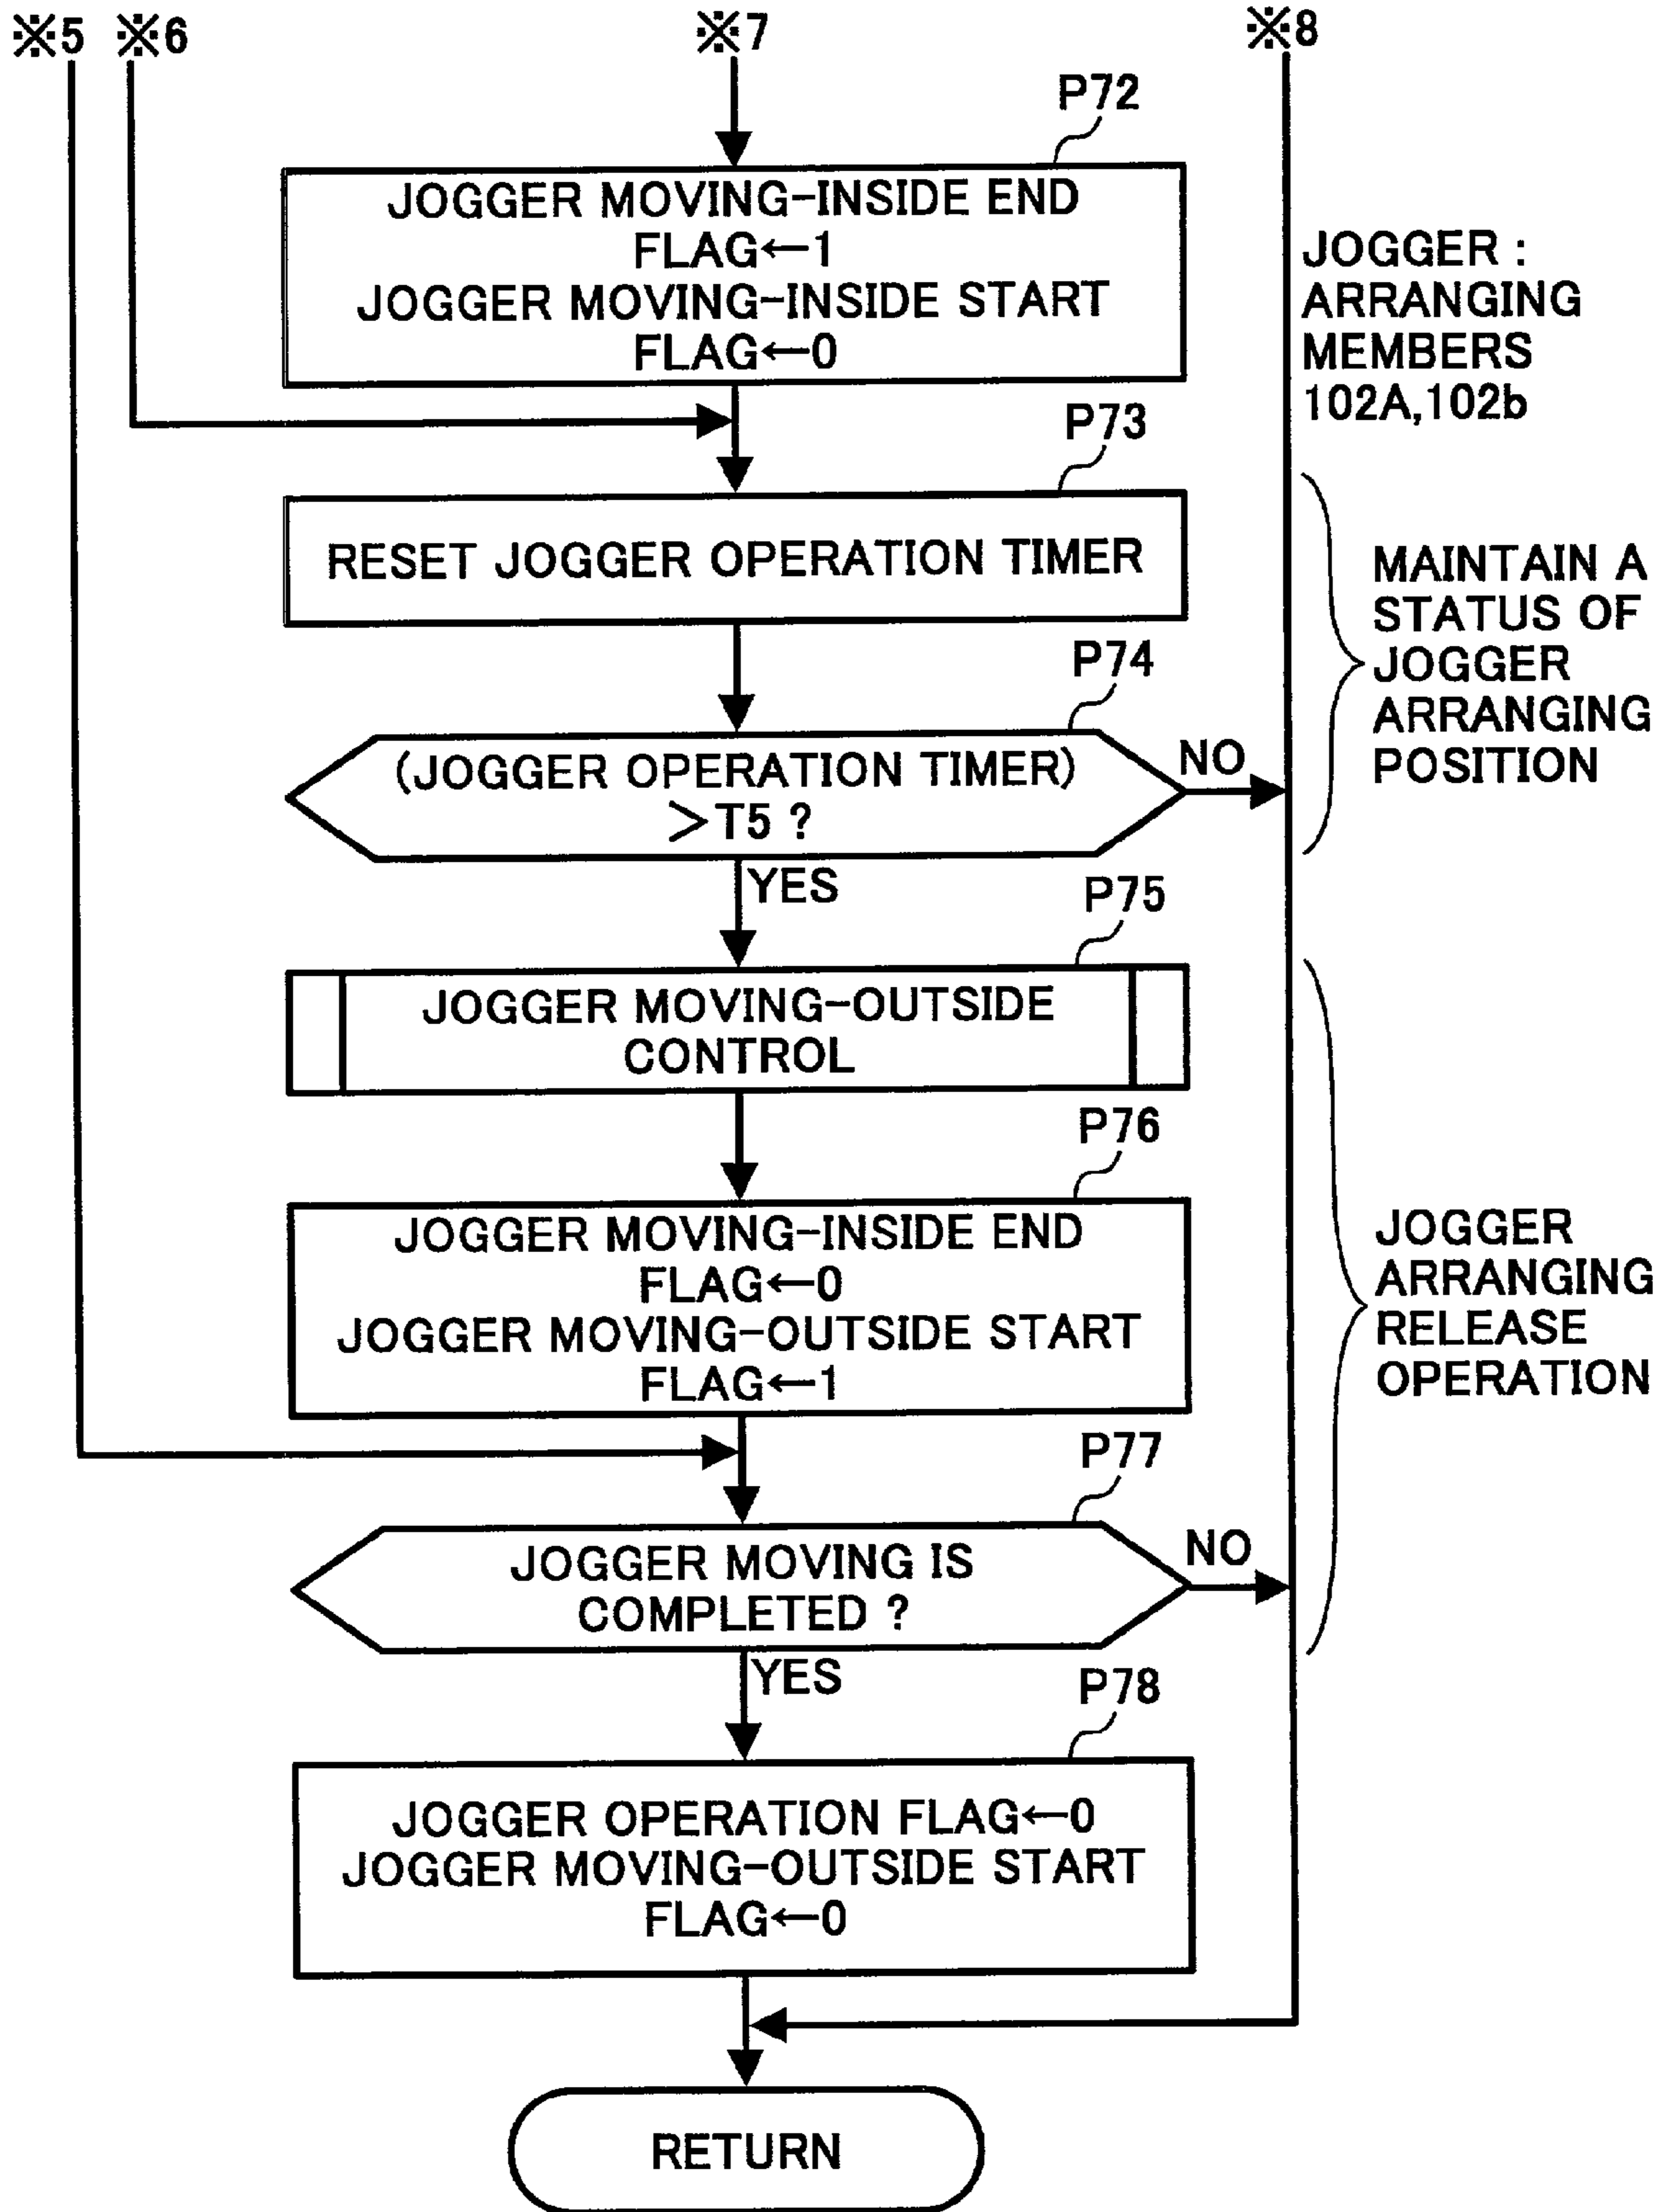 ※5 ※6 ※7 ※8
P72
JOGGER MOVING-INSIDE END
FLAG←1
JOGGER MOVING-INSIDE START
FLAG←0
JOGGER :
ARRANGING
MEMBERS
102A,102b
P73
RESET JOGGER OPERATION TIMER
P74
(JOGGER OPERATION TIMER)
>T5 ?
NO
YES
MAINTAIN A
STATUS OF
JOGGER
ARRANGING
POSITION
P75
JOGGER MOVING-OUTSIDE
CONTROL
P76
JOGGER MOVING-INSIDE END
FLAG←0
JOGGER MOVING-OUTSIDE START
FLAG←1
JOGGER
ARRANGING
RELEASE
OPERATION
P77
JOGGER MOVING IS
COMPLETED ?
NO
YES
P78
JOGGER OPERATION FLAG←0
JOGGER MOVING-OUTSIDE START
FLAG←0
RETURN